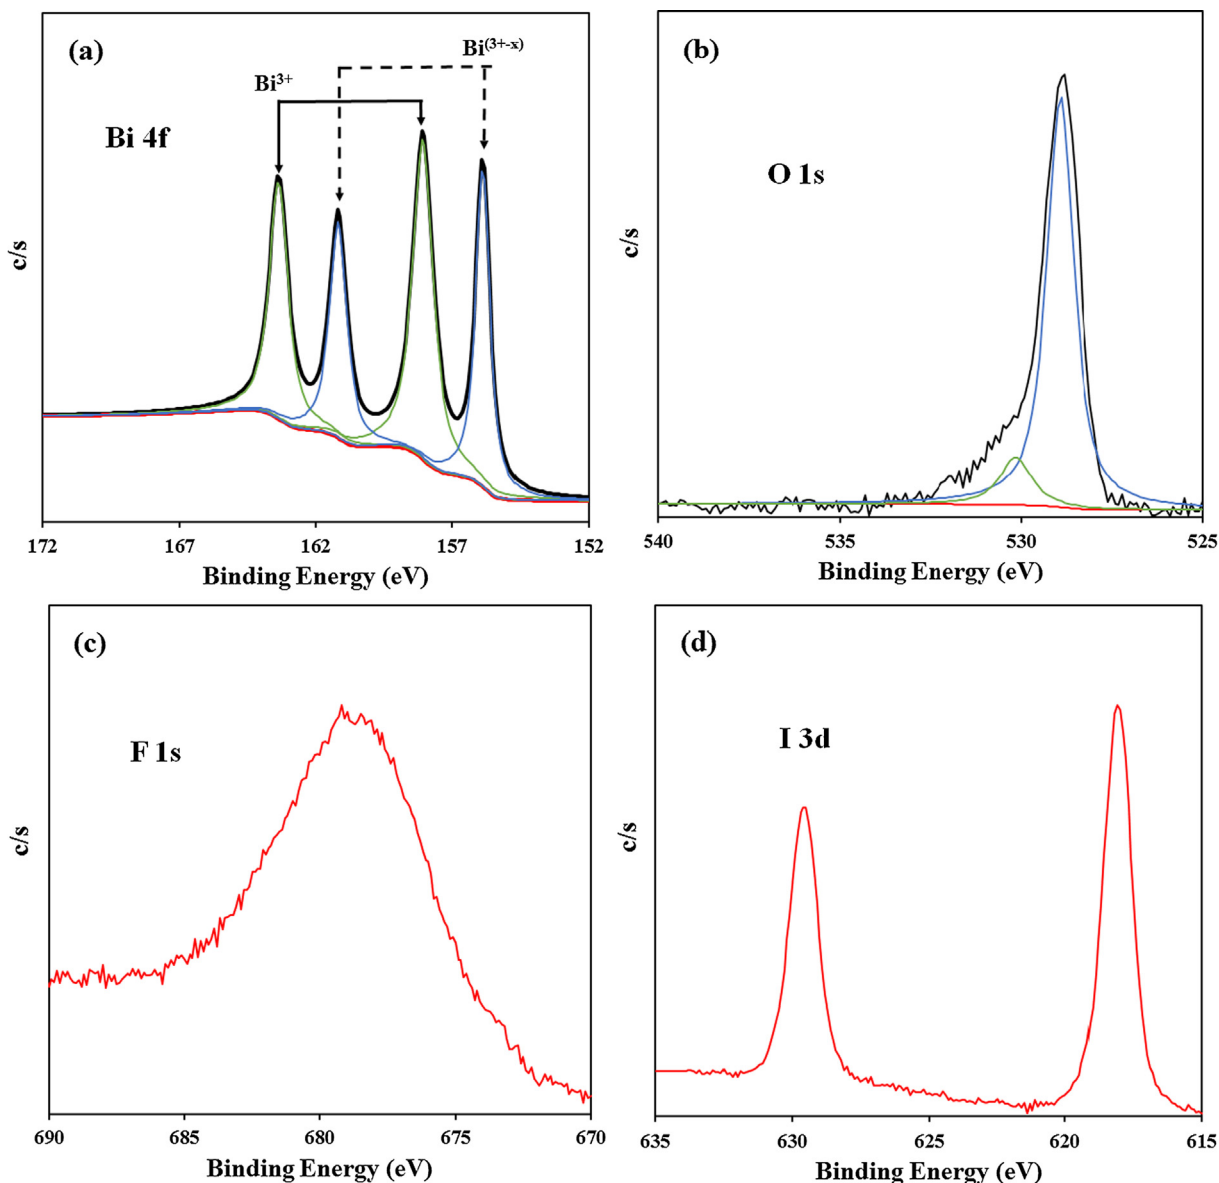 (a)
Bi(3+-x)
Bi3+
Bi 4f
c/s
172 167 162 157 152
Binding Energy (eV)
(b)
O 1s
c/s
540 535 530 525
Binding Energy (eV)
(c)
F 1s
c/s
690 685 680 675 670
Binding Energy (eV)
(d)
I 3d
c/s
635 630 625 620 615
Binding Energy (eV)